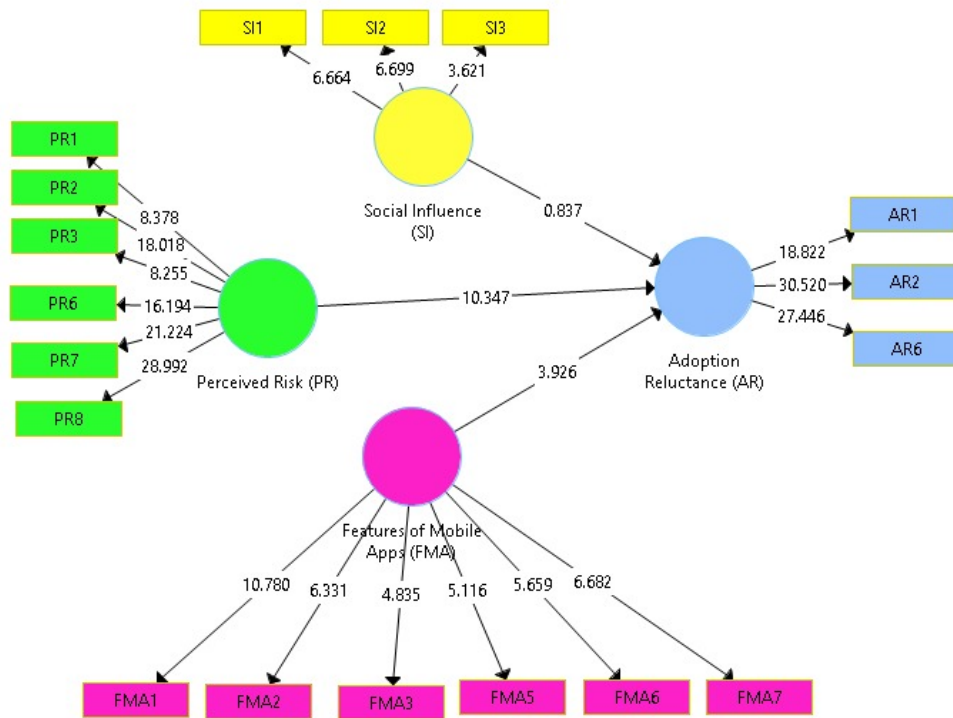 SI1
SI2
SI3
6.664
6.699
3.621
Social Influence
(SI)
PR1
PR2
PR3
PR6
PR7
PR8
8.378
18.018
8.255
16.194
21.224
28.992
Perceived Risk (PR)
0.837
10.347
3.926
AR1
AR2
AR6
18.822
30.520
27.446
Adoption
Reluctance (AR)
Features of Mobile
Apps (FMA)
10.780
6.331
4.835
5.116
5.659
6.682
FMA1
FMA2
FMA3
FMA5
FMA6
FMA7